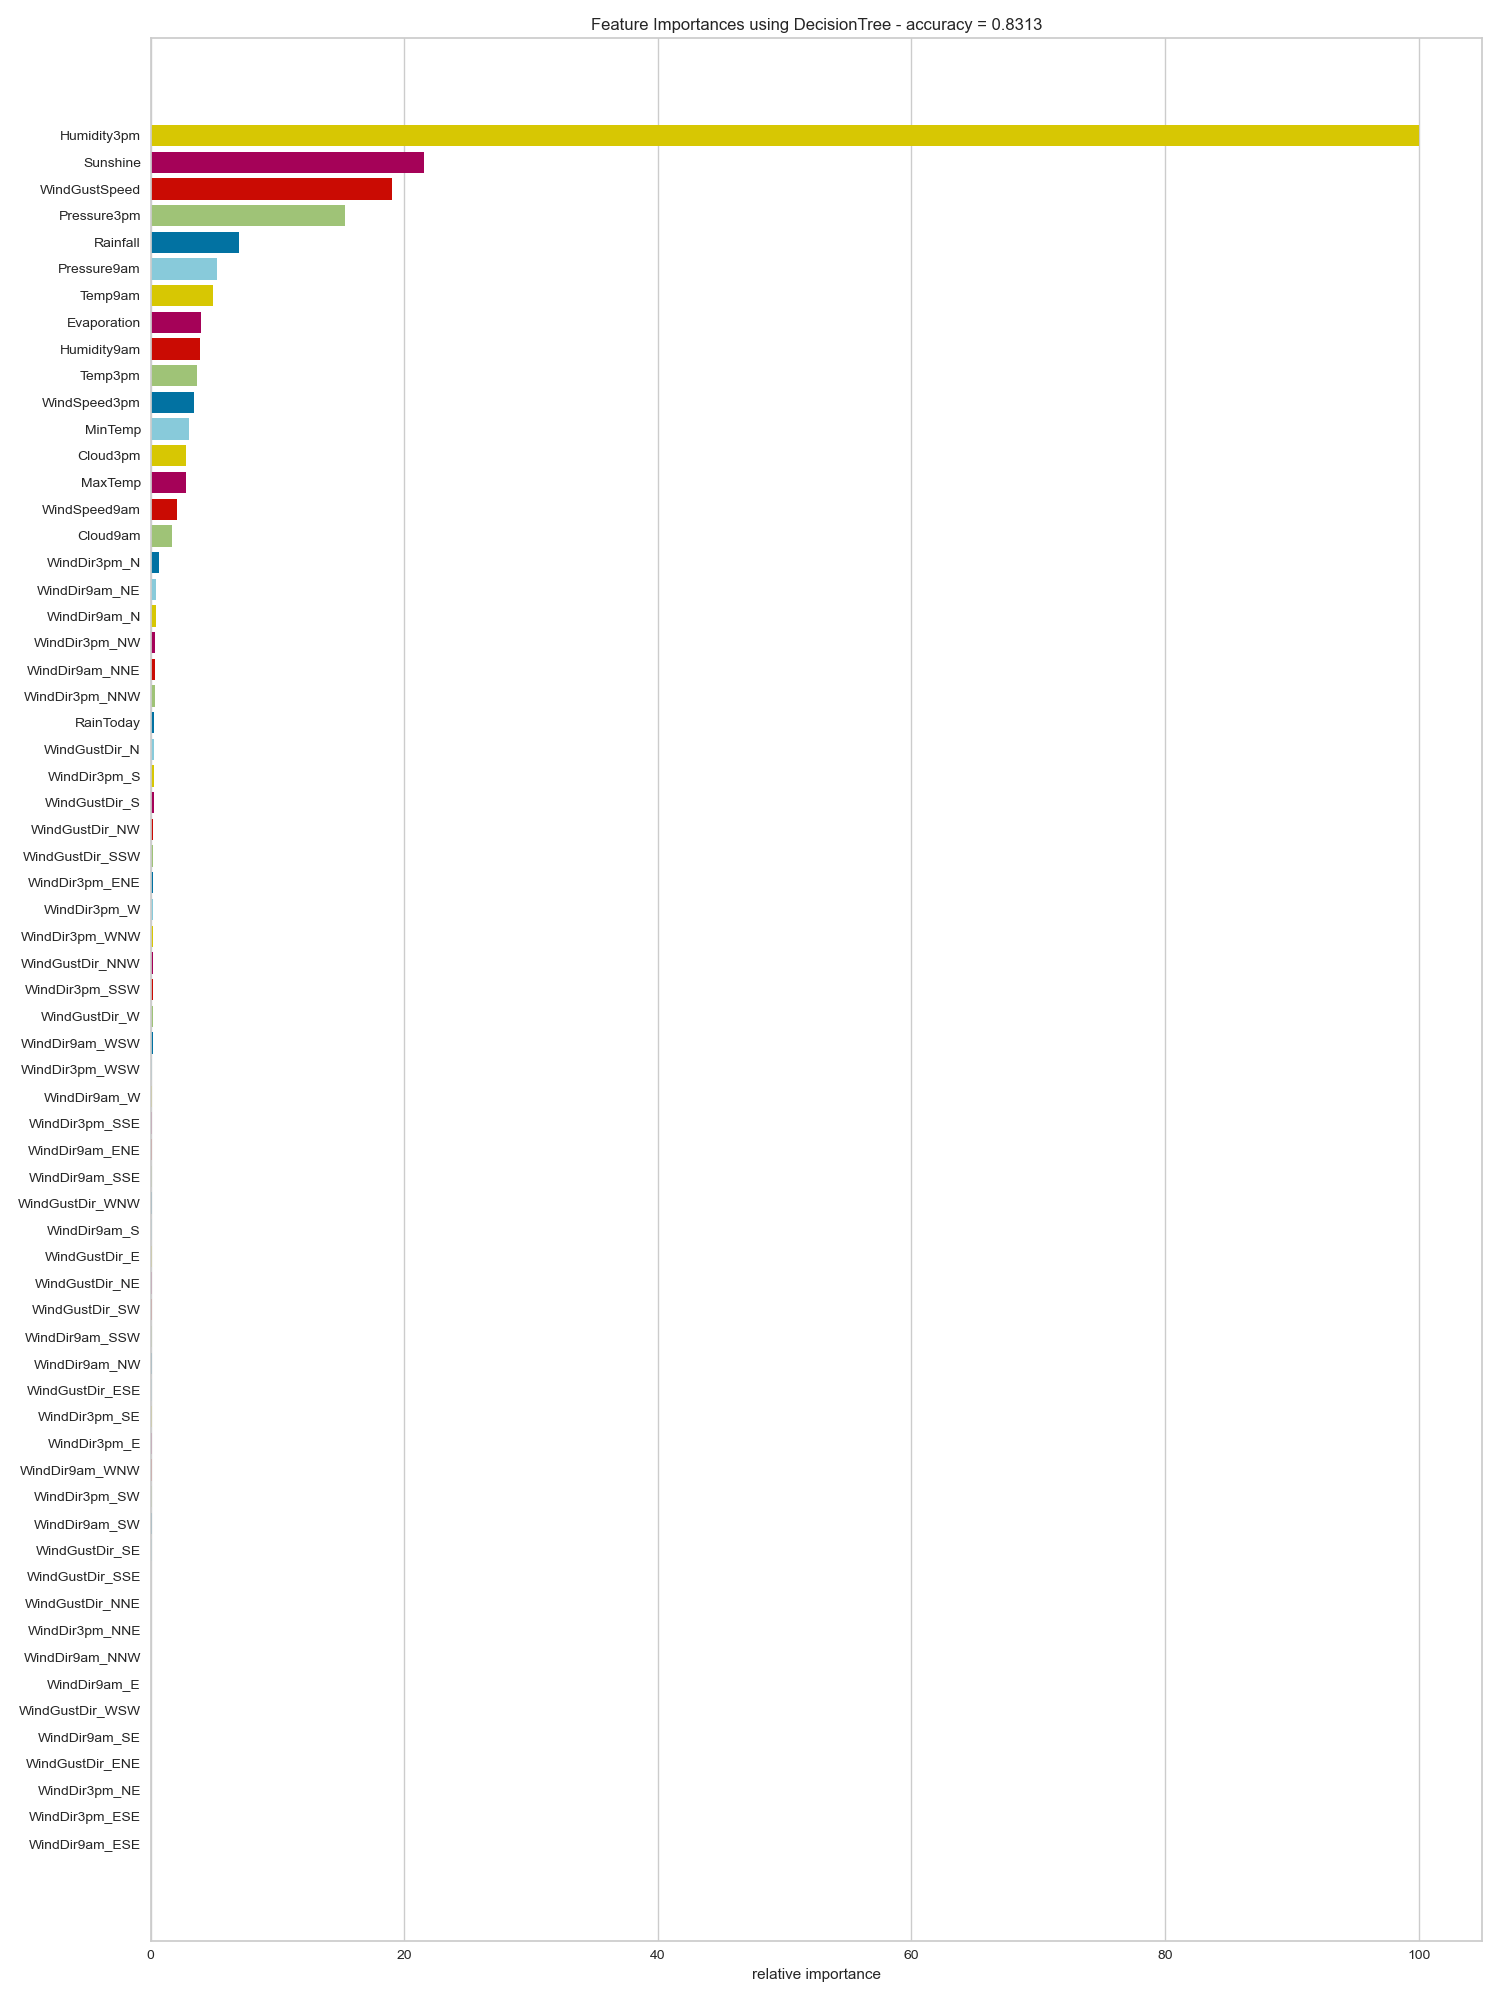 Feature Importances using DecisionTree - accuracy = 0.8313
Humidity3pm
Sunshine
WindGustSpeed
Pressure3pm
Rainfall
Pressure9am
Temp9am
Evaporation
Humidity9am
Temp3pm
WindSpeed3pm
MinTemp
Cloud3pm
MaxTemp
WindSpeed9am
Cloud9am
WindDir3pm_N
WindDir9am_NE
WindDir9am_N
WindDir3pm_NW
WindDir9am_NNE
WindDir3pm_NNW
RainToday
WindGustDir_N
WindDir3pm_S
WindGustDir_S
WindGustDir_NW
WindGustDir_SSW
WindDir3pm_ENE
WindDir3pm_W
WindDir3pm_WNW
WindGustDir_NNW
WindDir3pm_SSW
WindGustDir_W
WindDir9am_WSW
WindDir3pm_WSW
WindDir9am_W
WindDir3pm_SSE
WindDir9am_ENE
WindDir9am_SSE
WindGustDir_WNW
WindDir9am_S
WindGustDir_E
WindGustDir_NE
WindGustDir_SW
WindDir9am_SSW
WindDir9am_NW
WindGustDir_ESE
WindDir3pm_SE
WindDir3pm_E
WindDir9am_WNW
WindDir3pm_SW
WindDir9am_SW
WindGustDir_SE
WindGustDir_SSE
WindGustDir_NNE
WindDir3pm_NNE
WindDir9am_NNW
WindDir9am_E
WindGustDir_WSW
WindDir9am_SE
WindGustDir_ENE
WindDir3pm_NE
WindDir3pm_ESE
WindDir9am_ESE
0 20 40 60 80 100
relative importance